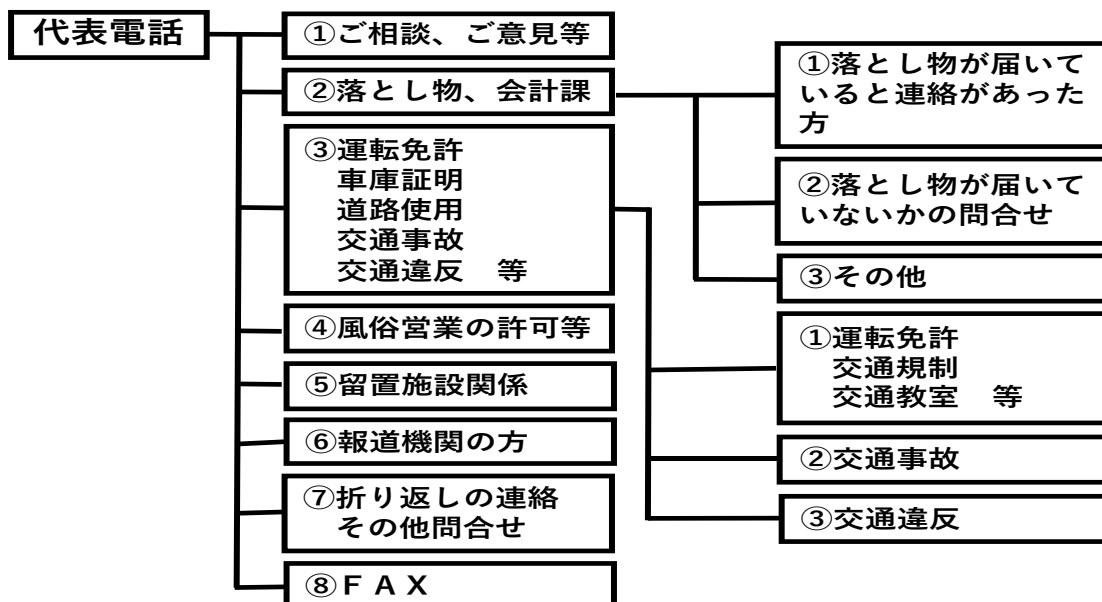 代表電話
①ご相談、ご意見等
②落とし物、会計課
③運転免許
車庫証明
道路使用
交通事故
交通違反　等
④風俗営業の許可等
⑤留置施設関係
⑥報道機関の方
⑦折り返しの連絡
その他問合せ
⑧ＦＡＸ
①落とし物が届いて
いると連絡があった
方
②落とし物が届いて
いないかの問合せ
③その他
①運転免許
交通規制
交通教室　等
②交通事故
③交通違反